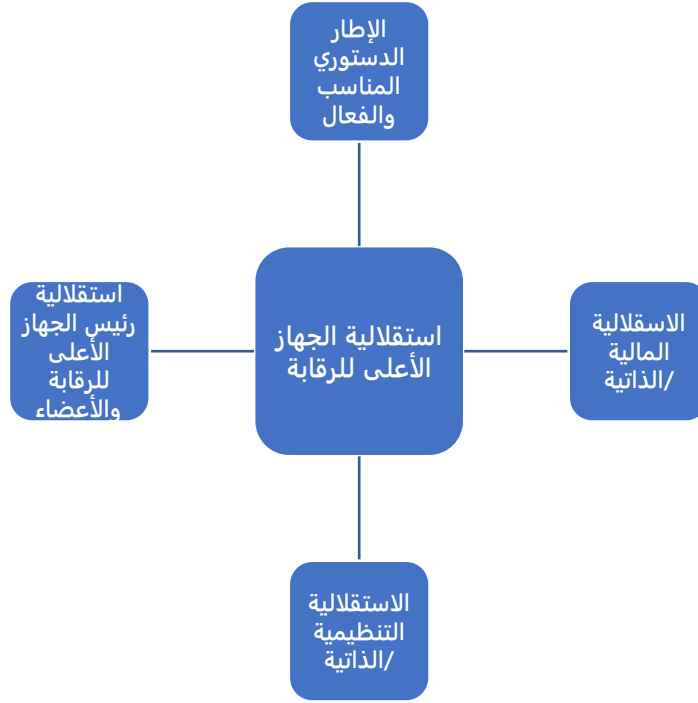 الإطار
الدستوري
المناسب
والفعال
استقلالية
رئيس الجهاز
الأعلى
للرقابة
والأعضاء
استقلالية الجهاز
الأعلى للرقابة
الاسقلالية
المالية
/الذاتية
الاستقلالية
التنظيمية
/الذاتية